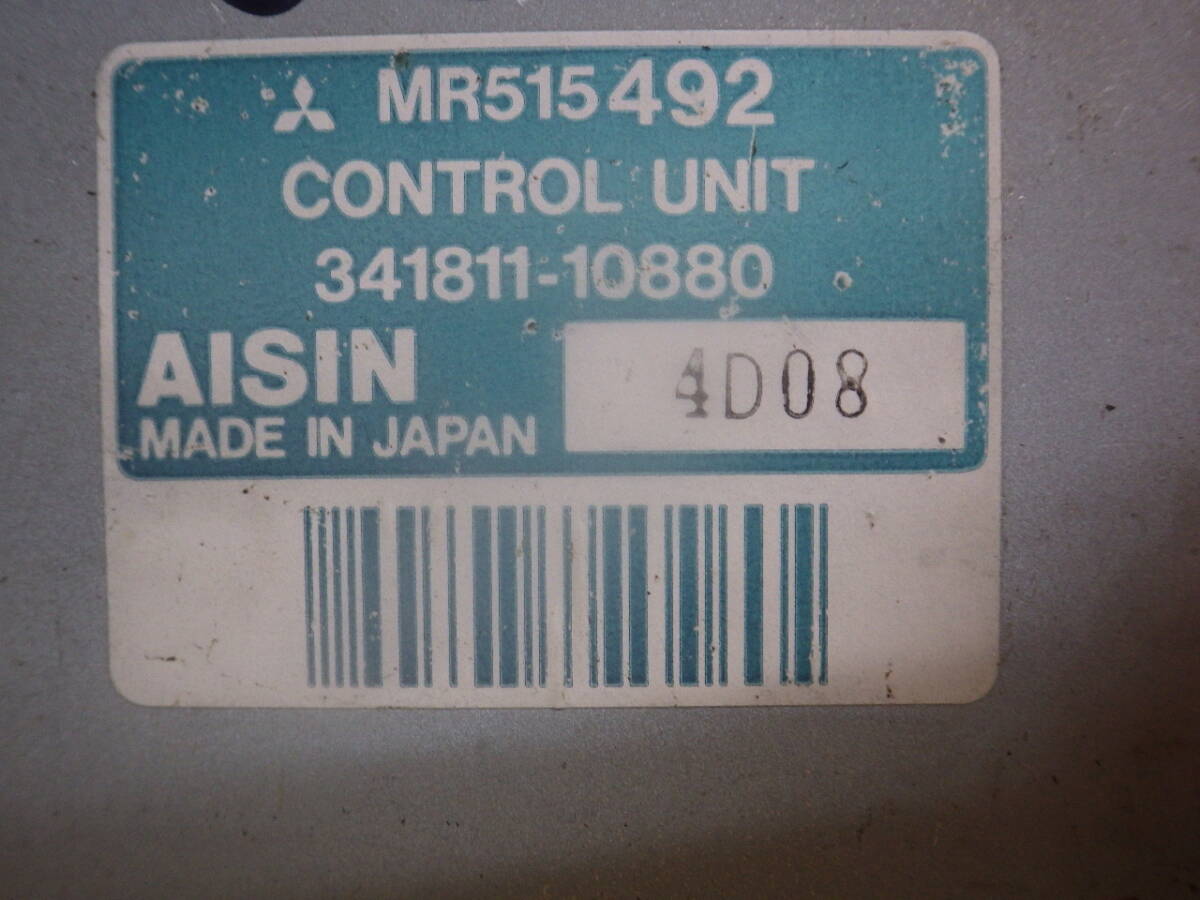 MR515492
CONTROL UNIT
341811-10880
AISIN
MADE IN JAPAN
4D08